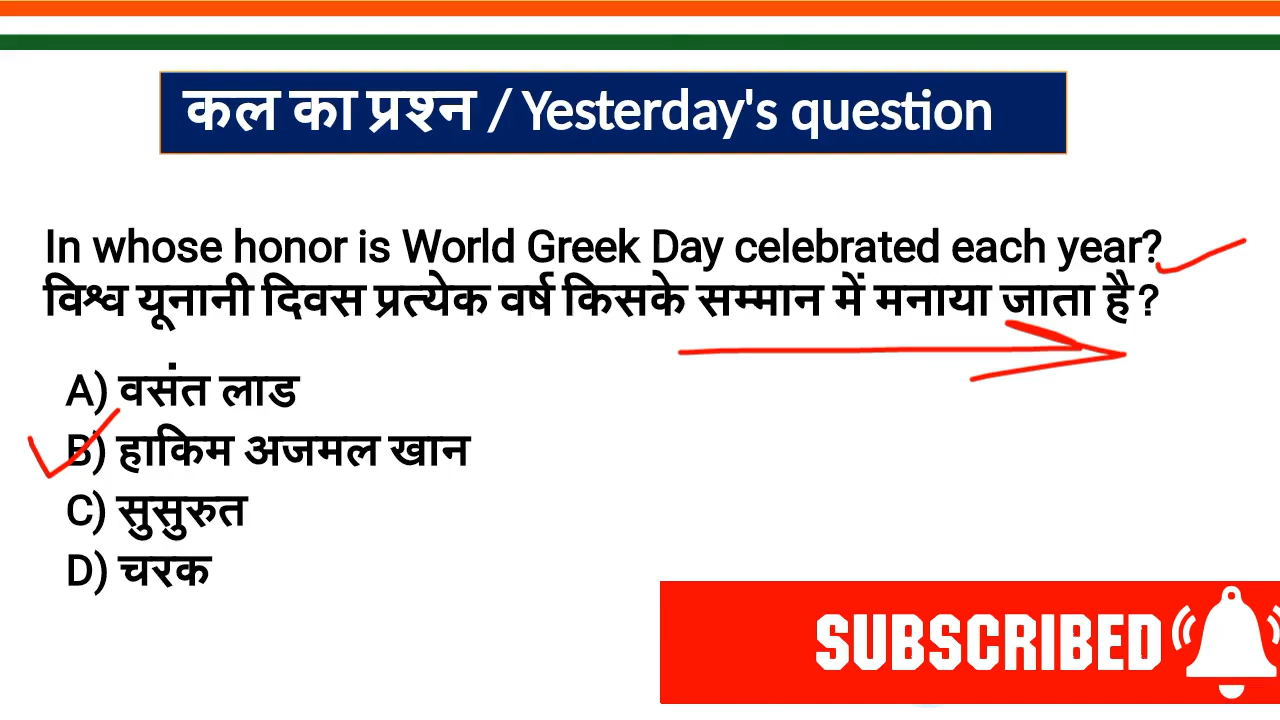 कल का प्रश्न / Yesterday's question
In whose honor is World Greek Day celebrated each year?
विश्व यूनानी दिवस प्रत्येक वर्ष किसके सम्मान में मनाया जाता है?
A) वसंत लाड
B) हाकिम अजमल खान
C) सुसुरुत
D) चरक
SUBSCRIBED